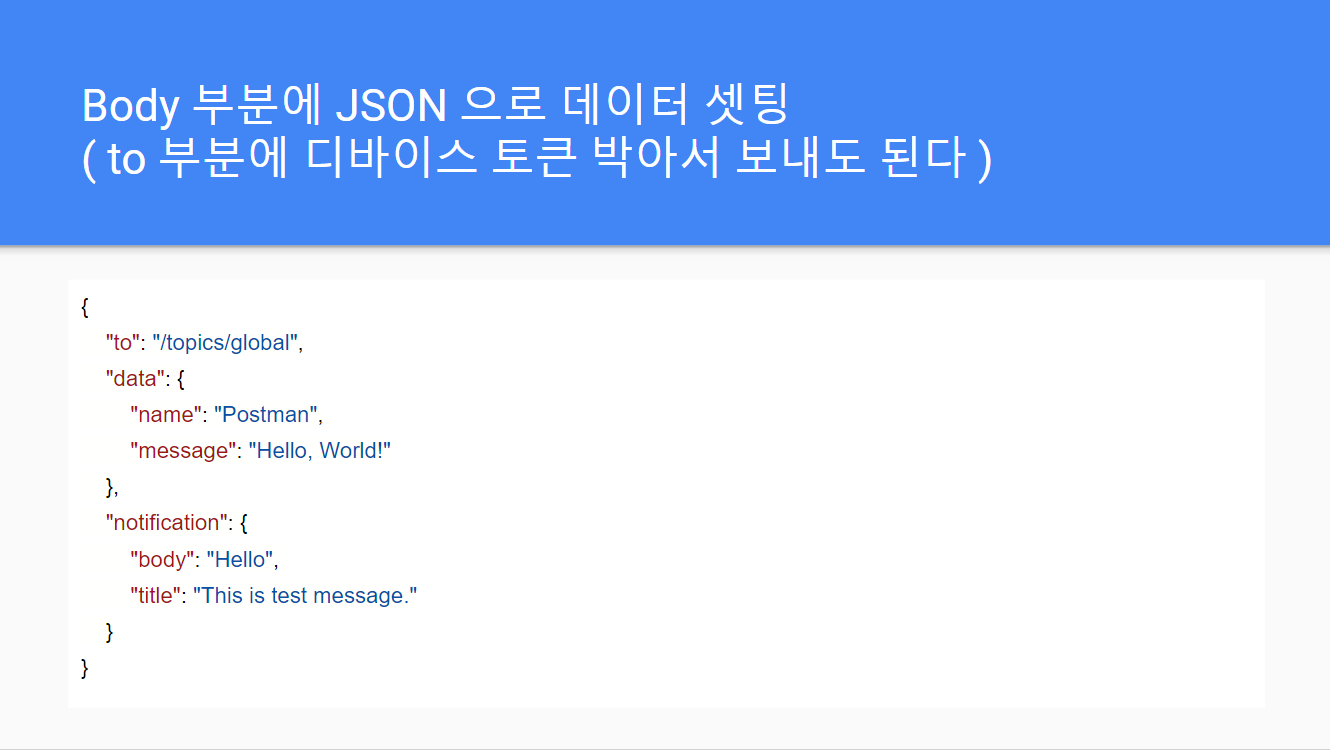 Body 부분에 JSON 으로 데이터 셋팅
( to 부분에 디바이스 토큰 박아서 보내도 된다 )
{
"to": "/topics/global",
"data": {
"name": "Postman",
"message": "Hello, World!"
},
"notification": {
"body": "Hello",
"title": "This is test message."
}
}